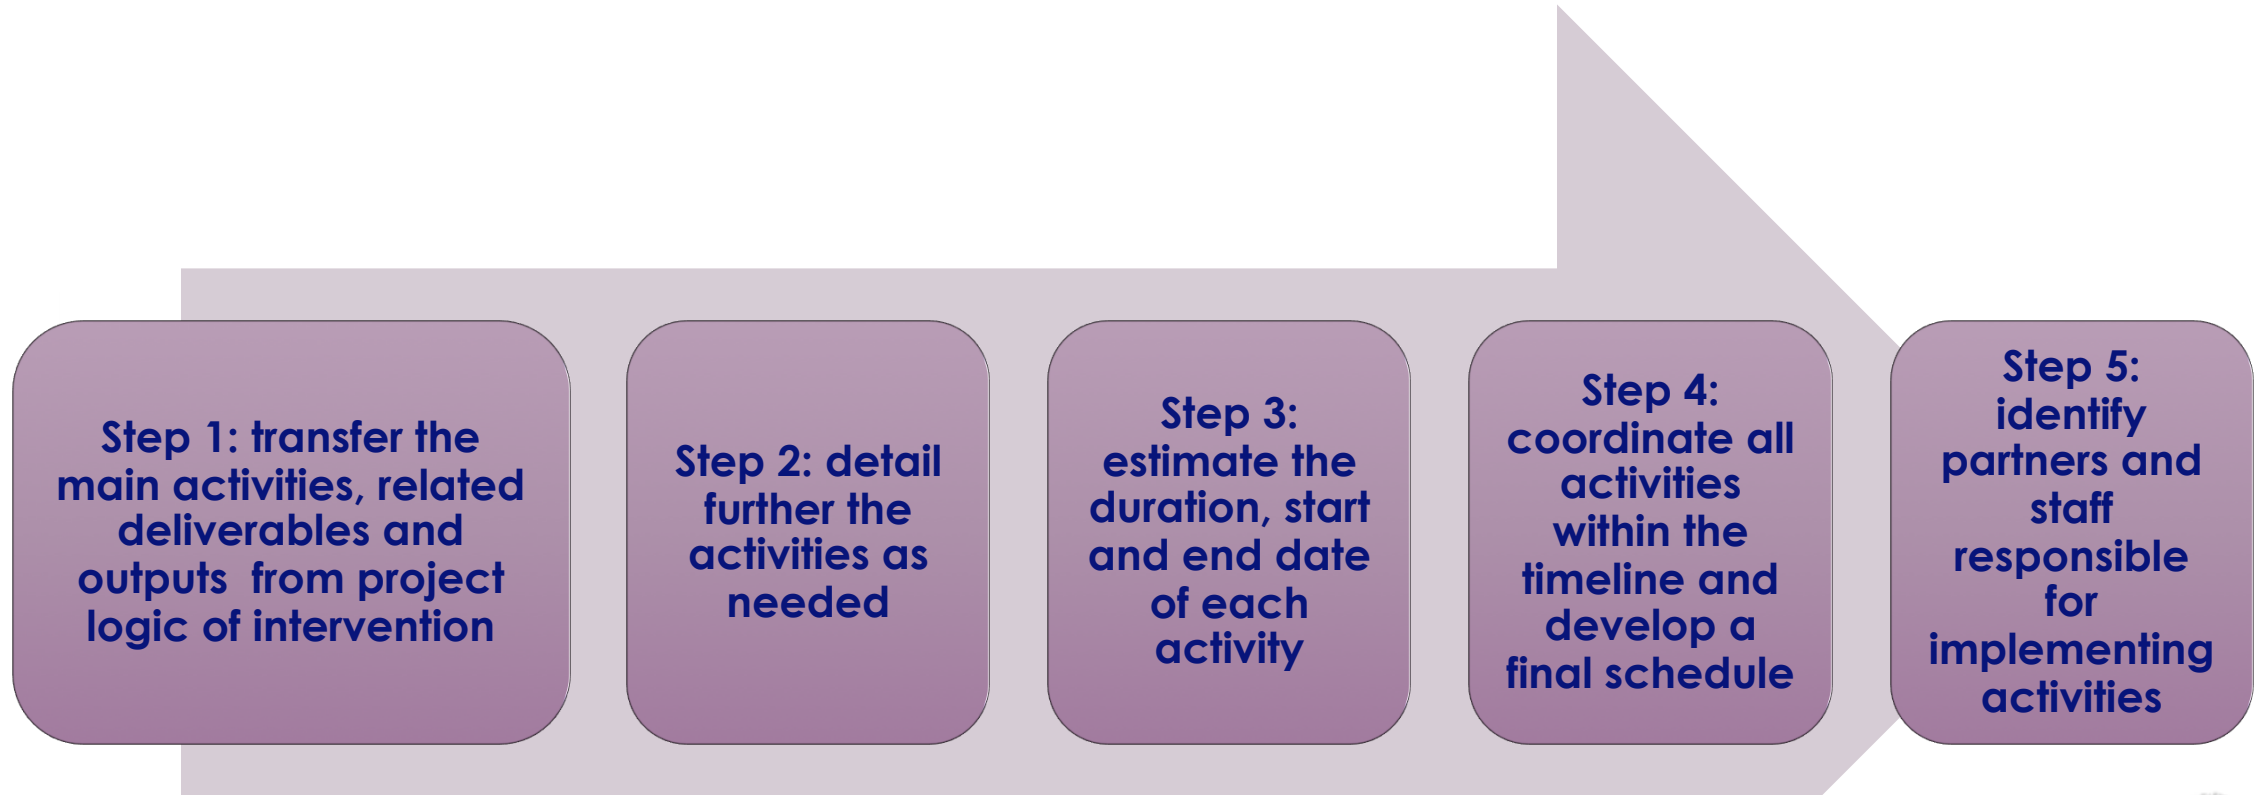 Step 1: transfer the
main activities, related
deliverables and
outputs  from project
logic of intervention
Step 2: detail
further the
activities as
needed
Step 3:
estimate the
duration, start
and end date
of each
activity
Step 4:
coordinate all
activities
within the
timeline and
develop a
final schedule
Step 5:
identify
partners and
staff
responsible
for
implementing
activities